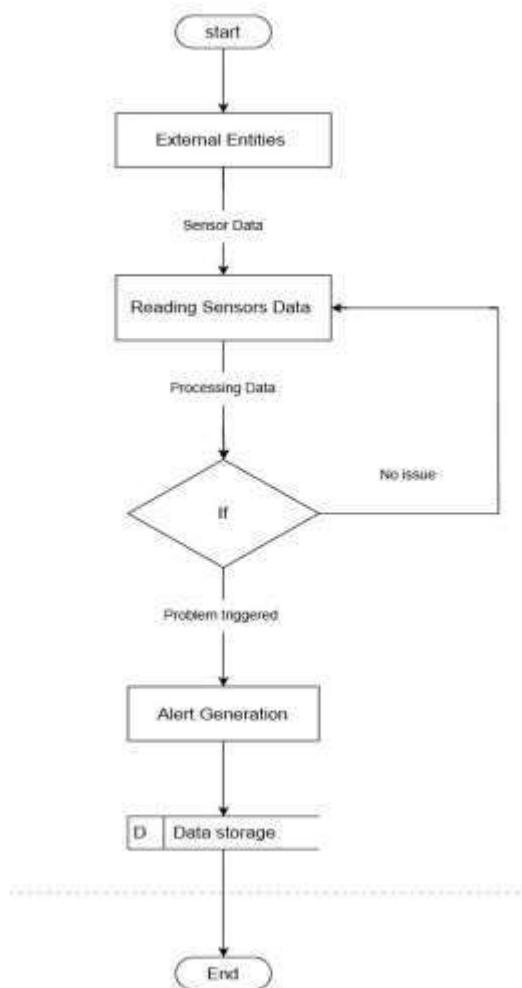 start
External Entities
Sensor Data
Reading Sensors Data
Processing Data
No issue
If
Problem triggered
Alert Generation
D Data storage
End